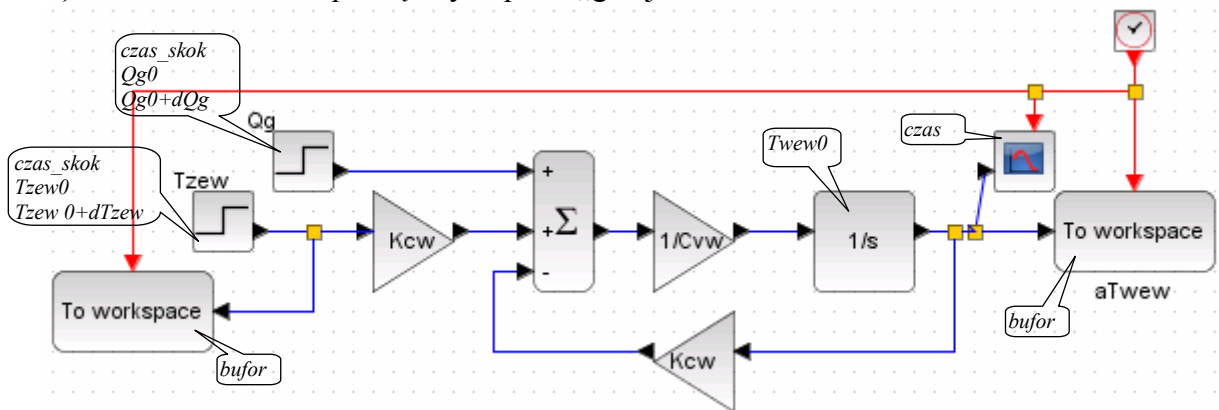 czas_skok
Qg0
Qg0+dQg
Qg
czas_skok
Tzew0
Tzew 0+dTzew
Tzew
Kcw
+
+
-
Σ
1/Cvw
Twew0
1/s
czas
To workspace
aTwew
bufor
To workspace
bufor
Kcw